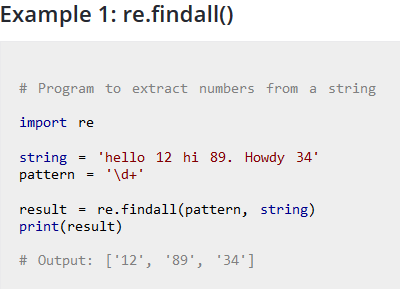 Example 1: re.findall()
# Program to extract numbers from a string
import re
string = 'hello 12 hi 89. Howdy 34'
pattern = '\d+'
result = re.findall(pattern, string)
print(result)
# Output: ['12', '89', '34']